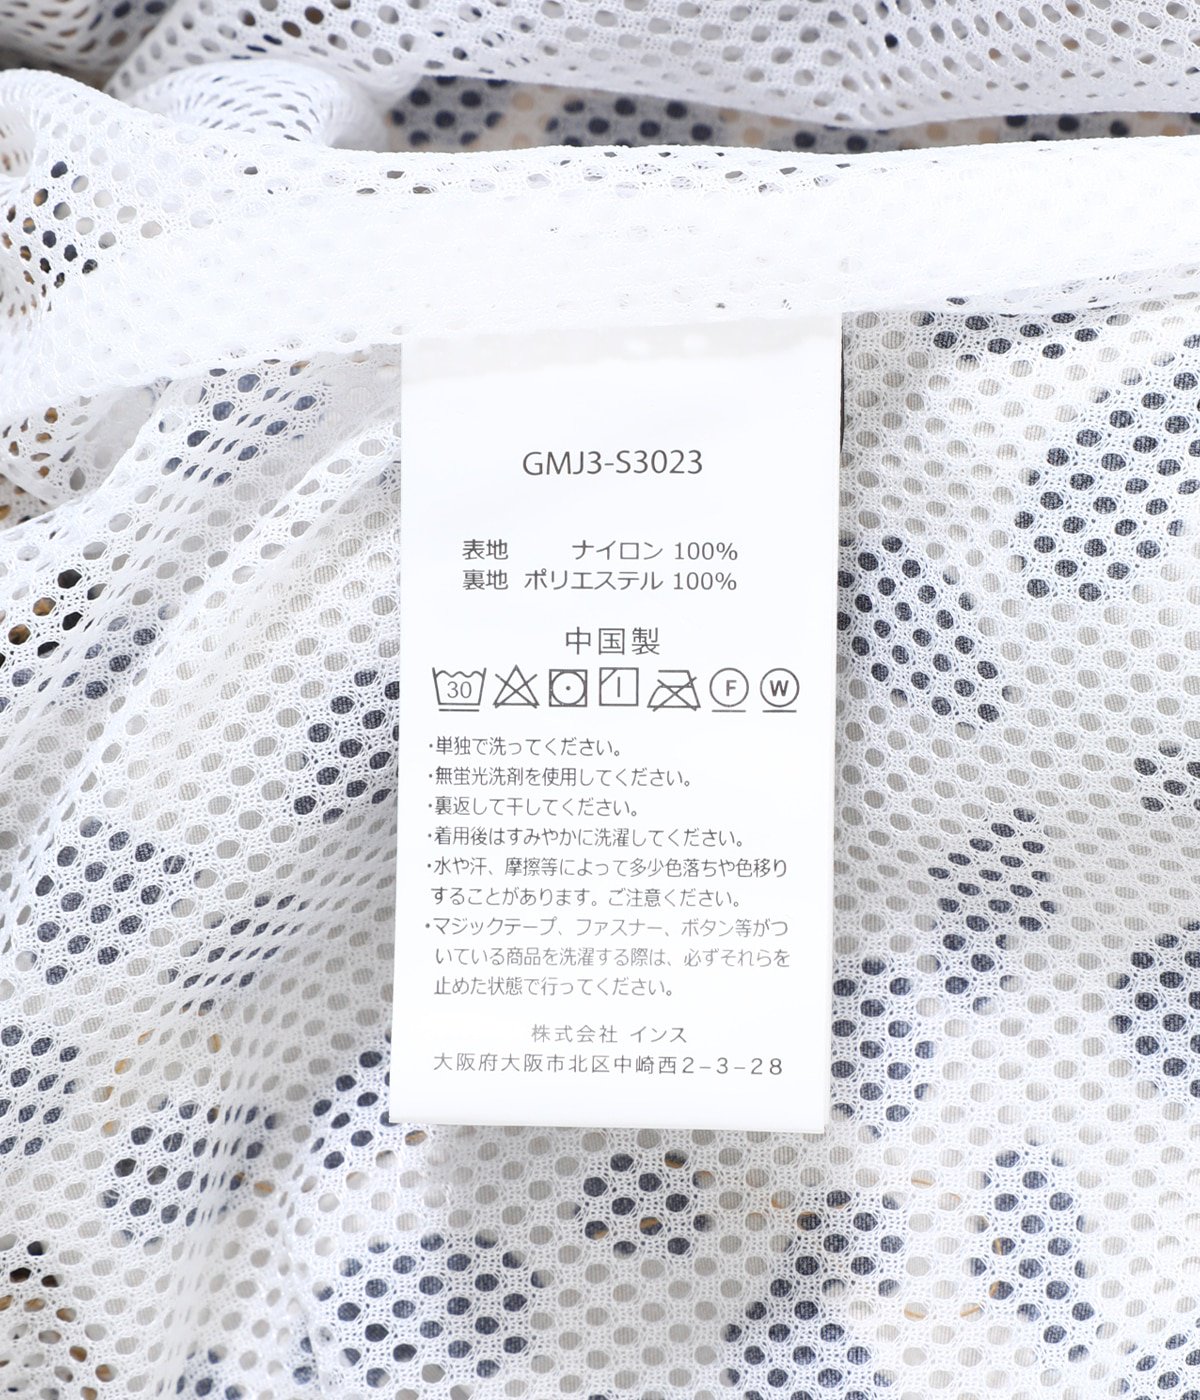 GMJ3-S3023
表地 ナイロン 100%
裏地 ポリエステル 100%
中国製
30 F W
・単独で洗ってください。
・無蛍光洗剤を使用してください。
・裏返して干してください。
・着用後はすみやかに洗濯してください。
・水や汗、摩擦等によって多少色落ちや色移り
することがあります。ご注意ください。
・マジックテープ、ファスナー、ボタン等がつ
いている商品を洗濯する際は、必ずそれらを
止めた状態で行ってください。
株式会社 インス
大阪府大阪市北区中崎西2-3-28